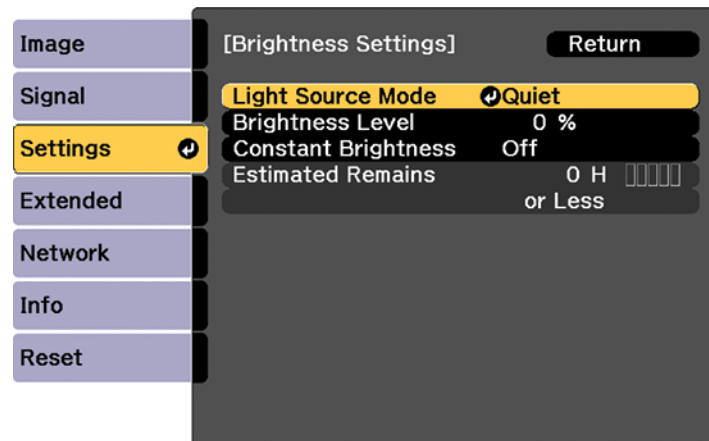 Image
Signal
Settings
Extended
Network
Info
Reset
[Brightness Settings] Return
Light Source Mode Quiet
Brightness Level 0 %
Constant Brightness Off
Estimated Remains 0 H
or Less